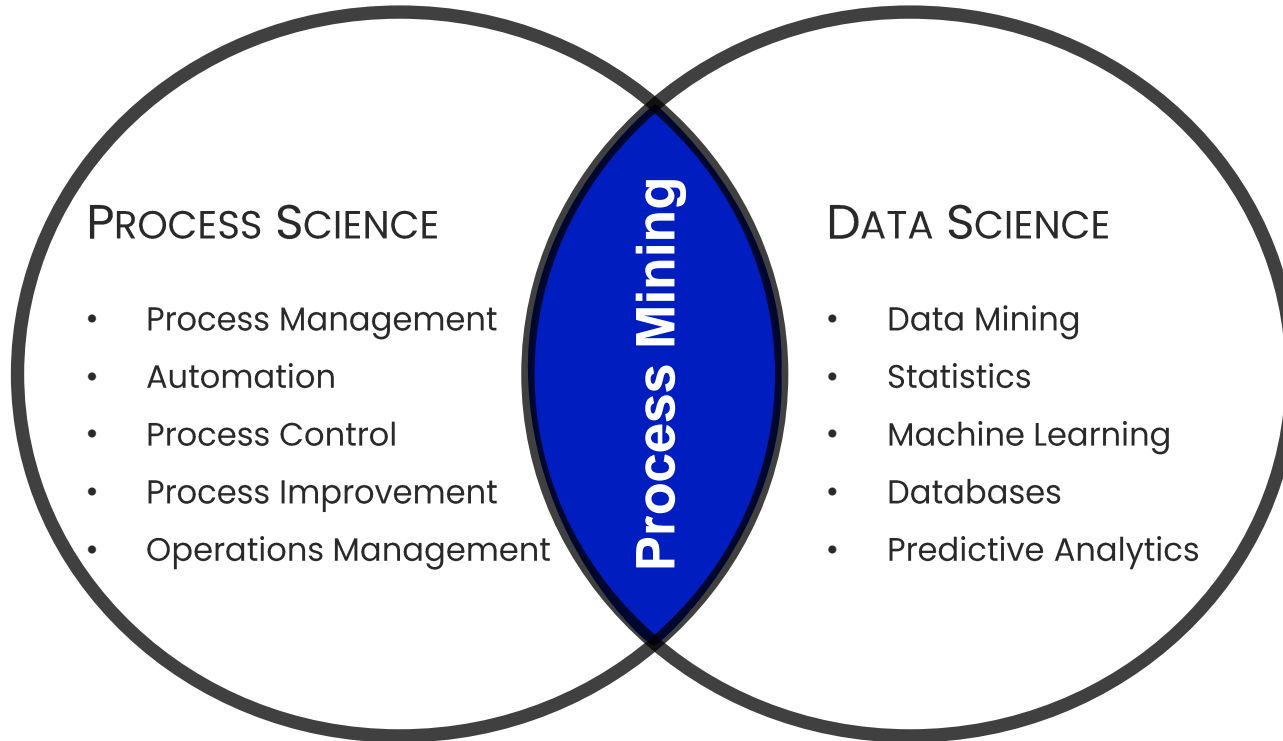 PROCESS SCIENCE
• Process Management
• Automation
• Process Control
• Process Improvement
• Operations Management
Process Mining
DATA SCIENCE
• Data Mining
• Statistics
• Machine Learning
• Databases
• Predictive Analytics